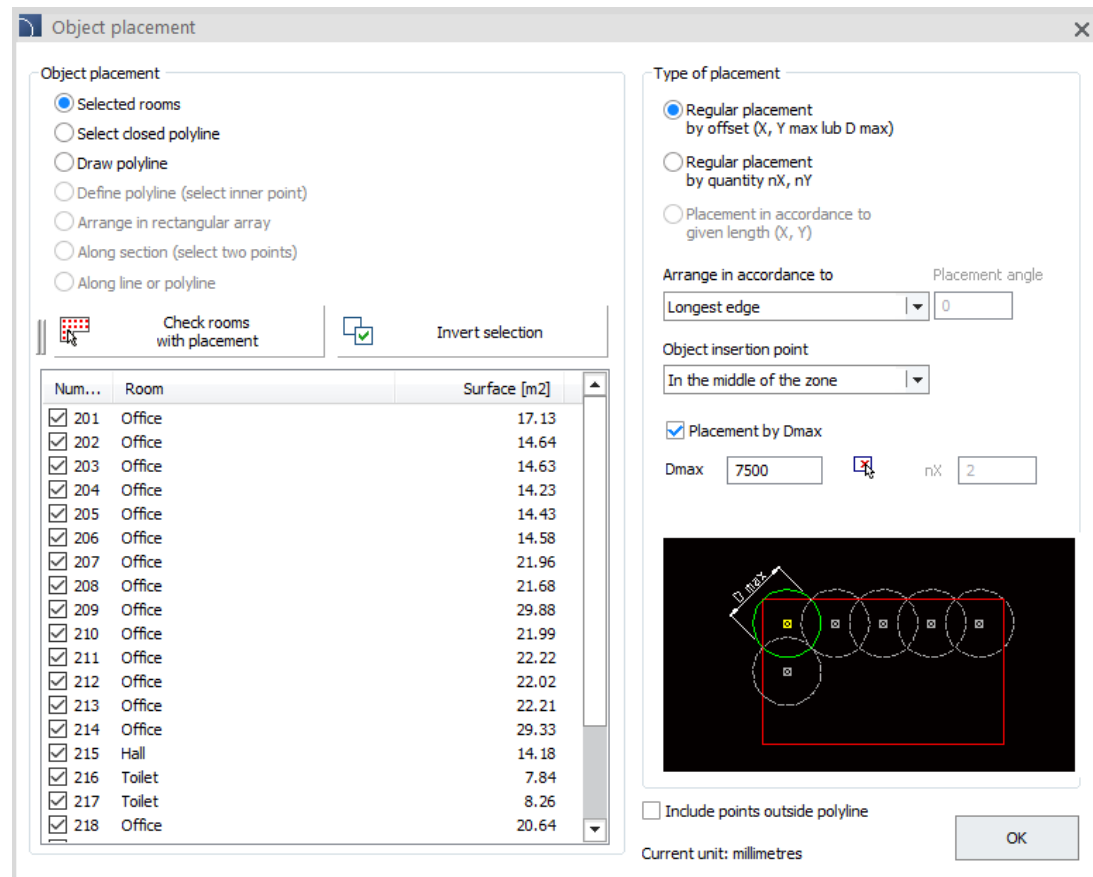 Object placement
Object placement
Selected rooms
Select closed polyline
Draw polyline
Define polyline (select inner point)
Arrange in rectangular array
Along section (select two points)
Along line or polyline
Check rooms
with placement
Invert selection
Num... Room Surface [m2]
201 Office 17.13
202 Office 14.64
203 Office 14.63
204 Office 14.23
205 Office 14.43
206 Office 14.58
207 Office 21.96
208 Office 21.68
209 Office 29.88
210 Office 21.99
211 Office 22.22
212 Office 22.02
213 Office 22.21
214 Office 29.33
215 Hall 14.18
216 Toilet 7.84
217 Toilet 8.26
218 Office 20.64
Type of placement
Regular placement
by offset (X, Y max lub D max)
Regular placement
by quantity nX, nY
Placement in accordance to
given length (X, Y)
Arrange in accordance to Placement angle
Longest edge 0
Object insertion point
In the middle of the zone
Placement by Dmax
Dmax 7500 nX 2
D max
Include points outside polyline
Current unit: millimetres
OK